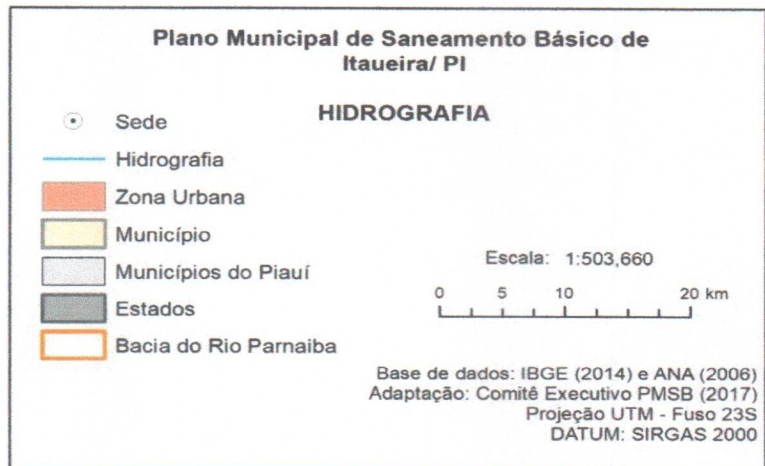 Plano Municipal de Saneamento Básico de
Itaueira/ PI
HIDROGRAFIA
Sede
Hidrografia
Zona Urbana
Município
Municípios do Piauí
Estados
Bacia do Rio Parnaiba
Escala: 1:503,660
0 5 10 20 km
Base de dados: IBGE (2014) e ANA (2006)
Adaptação: Comitê Executivo PMSB (2017)
Projeção UTM - Fuso 23S
DATUM: SIRGAS 2000